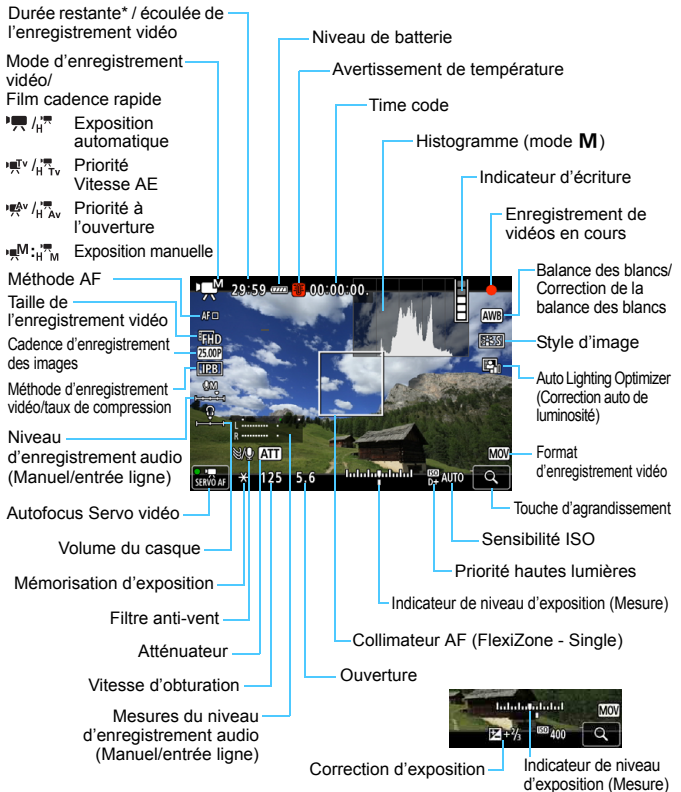 Durée restante* / écoulée de
l'enregistrement vidéo
Niveau de batterie
Avertissement de température
Time code
Histogramme (mode M)
Indicateur d'écriture
Enregistrement de
vidéos en cours
Balance des blancs/
Correction de la
balance des blancs
Style d'image
Auto Lighting Optimizer
(Correction auto de
luminosité)
Format
d'enregistrement vidéo
Touche d'agrandissement
Sensibilité ISO
Priorité hautes lumières
Indicateur de niveau d'exposition (Mesure)
Collimateur AF (FlexiZone - Single)
Ouverture
Mode d'enregistrement
vidéo/
Film cadence rapide
/H Exposition
automatique
Tv /H Tv Priorité
Vitesse AE
Av /H Av Priorité à
l'ouverture
M : H M Exposition manuelle
Méthode AF
Taille de
l'enregistrement vidéo
Cadence d'enregistrement
des images
Méthode d'enregistrement
vidéo/taux de compression
Niveau
d'enregistrement audio
(Manuel/entrée ligne)
Autofocus Servo vidéo
Volume du casque
Mémorisation d'exposition
Filtre anti-vent
Atténuateur
Vitesse d'obturation
Mesures du niveau
d'enregistrement audio
(Manuel/entrée ligne)
M 29:59 00:00:00.
AF
FHD
25.00P
IPB
M
L
R
ATT
SERVO AF
125 5.6
ISO
D+ AUTO
AWB
MOV
MOV
+2/3 ISO 400
Correction d'exposition
Indicateur de niveau
d'exposition (Mesure)